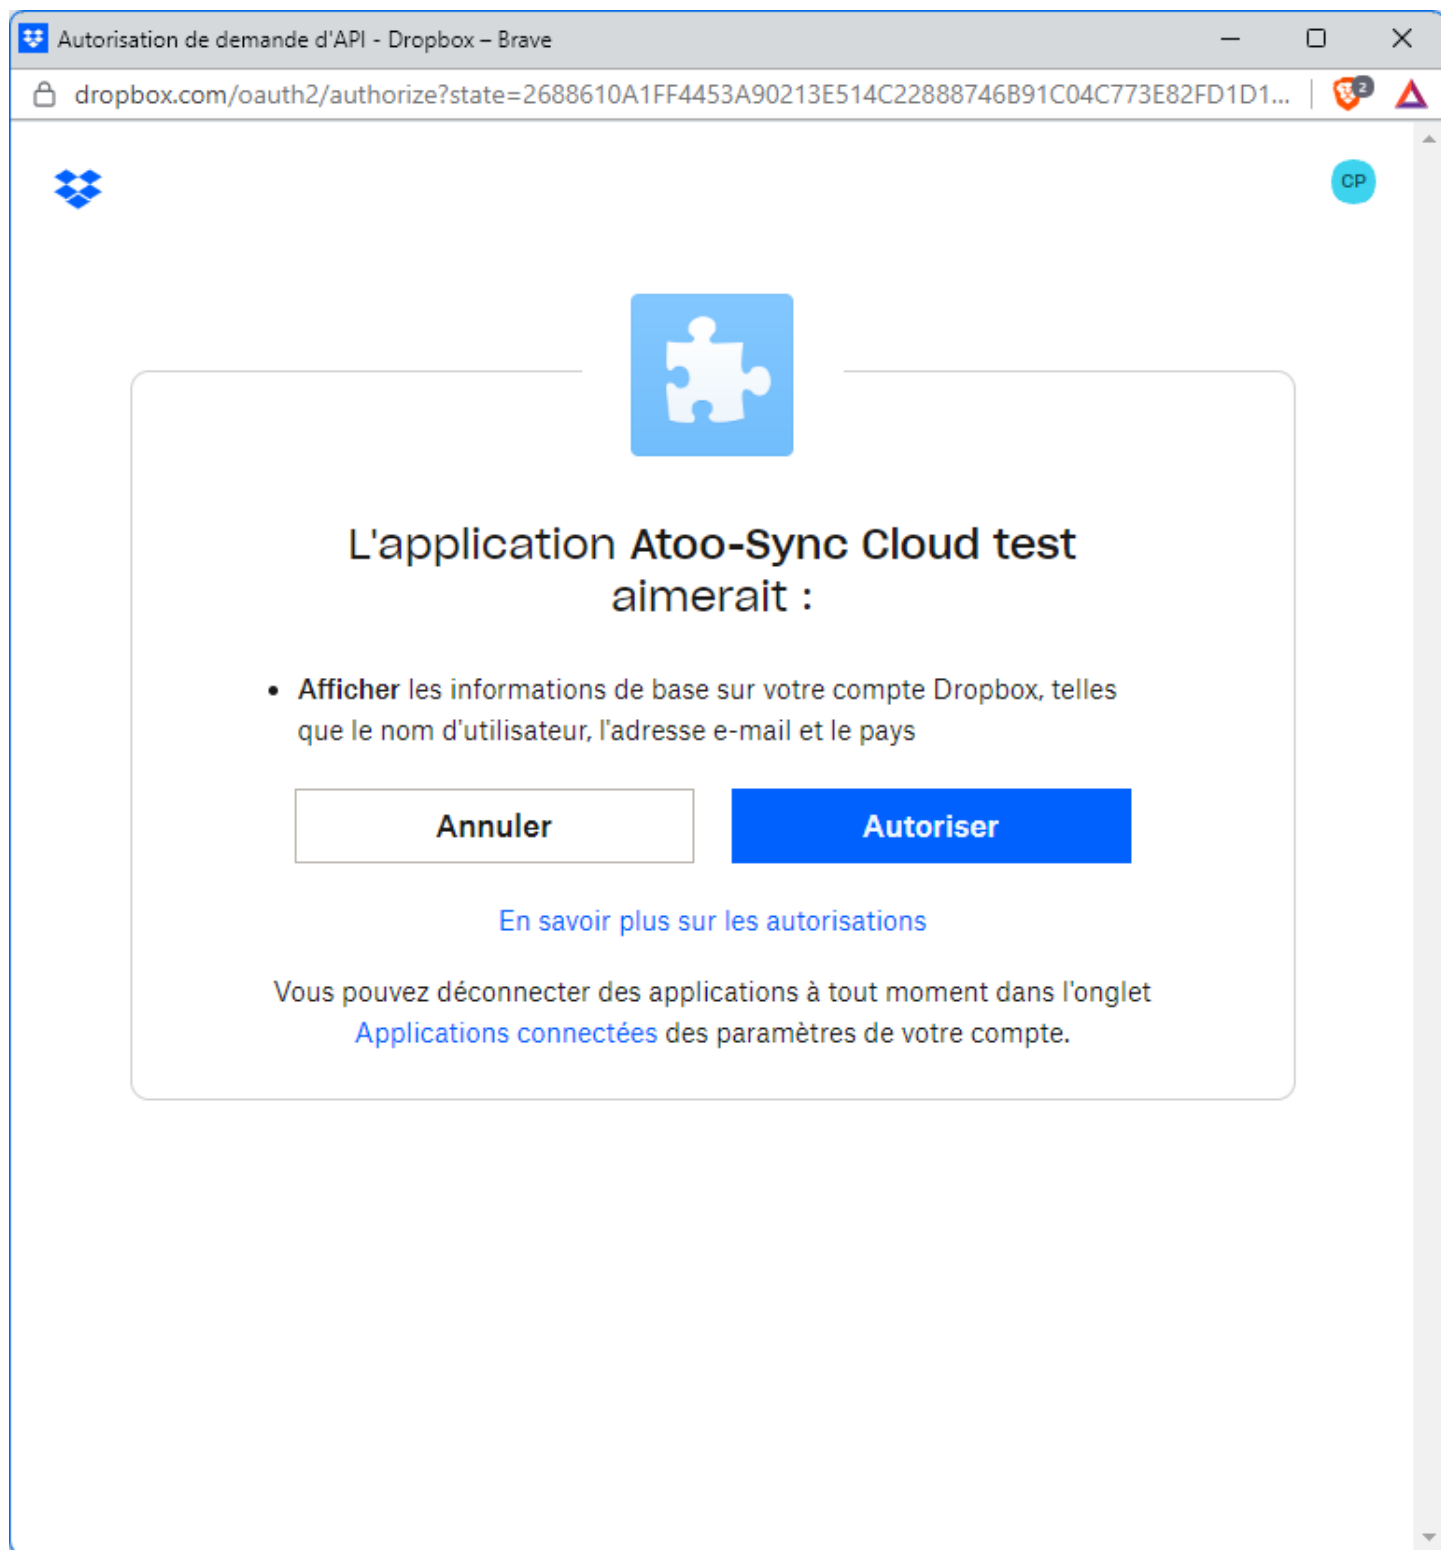 Autorisation de demande d'API - Dropbox – Brave
dropbox.com/oauth2/authorize?state=2688610A1FF4453A90213E514C22888746B91C04C773E82FD1D1...
2
CP
L'application Atoo-Sync Cloud test
aimerait :
• Afficher les informations de base sur votre compte Dropbox, telles
que le nom d'utilisateur, l'adresse e-mail et le pays
Annuler
Autoriser
En savoir plus sur les autorisations
Vous pouvez déconnecter des applications à tout moment dans l'onglet
Applications connectées des paramètres de votre compte.